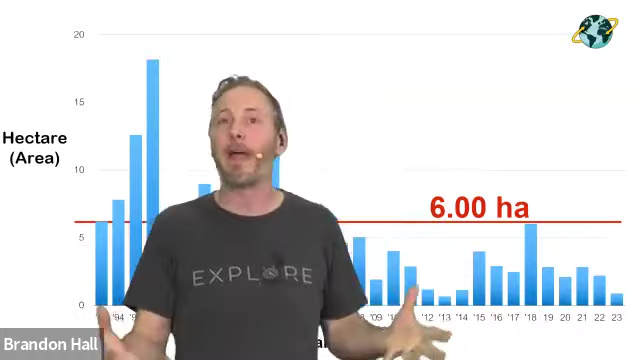 20
15
Hectare
(Area)
10
6.00 ha
5
EXPLORE
0
'94
'09
'12 '13 '14 '15 '16 '17 '18 '19 '20 '21 '22 23
Brandon Hall